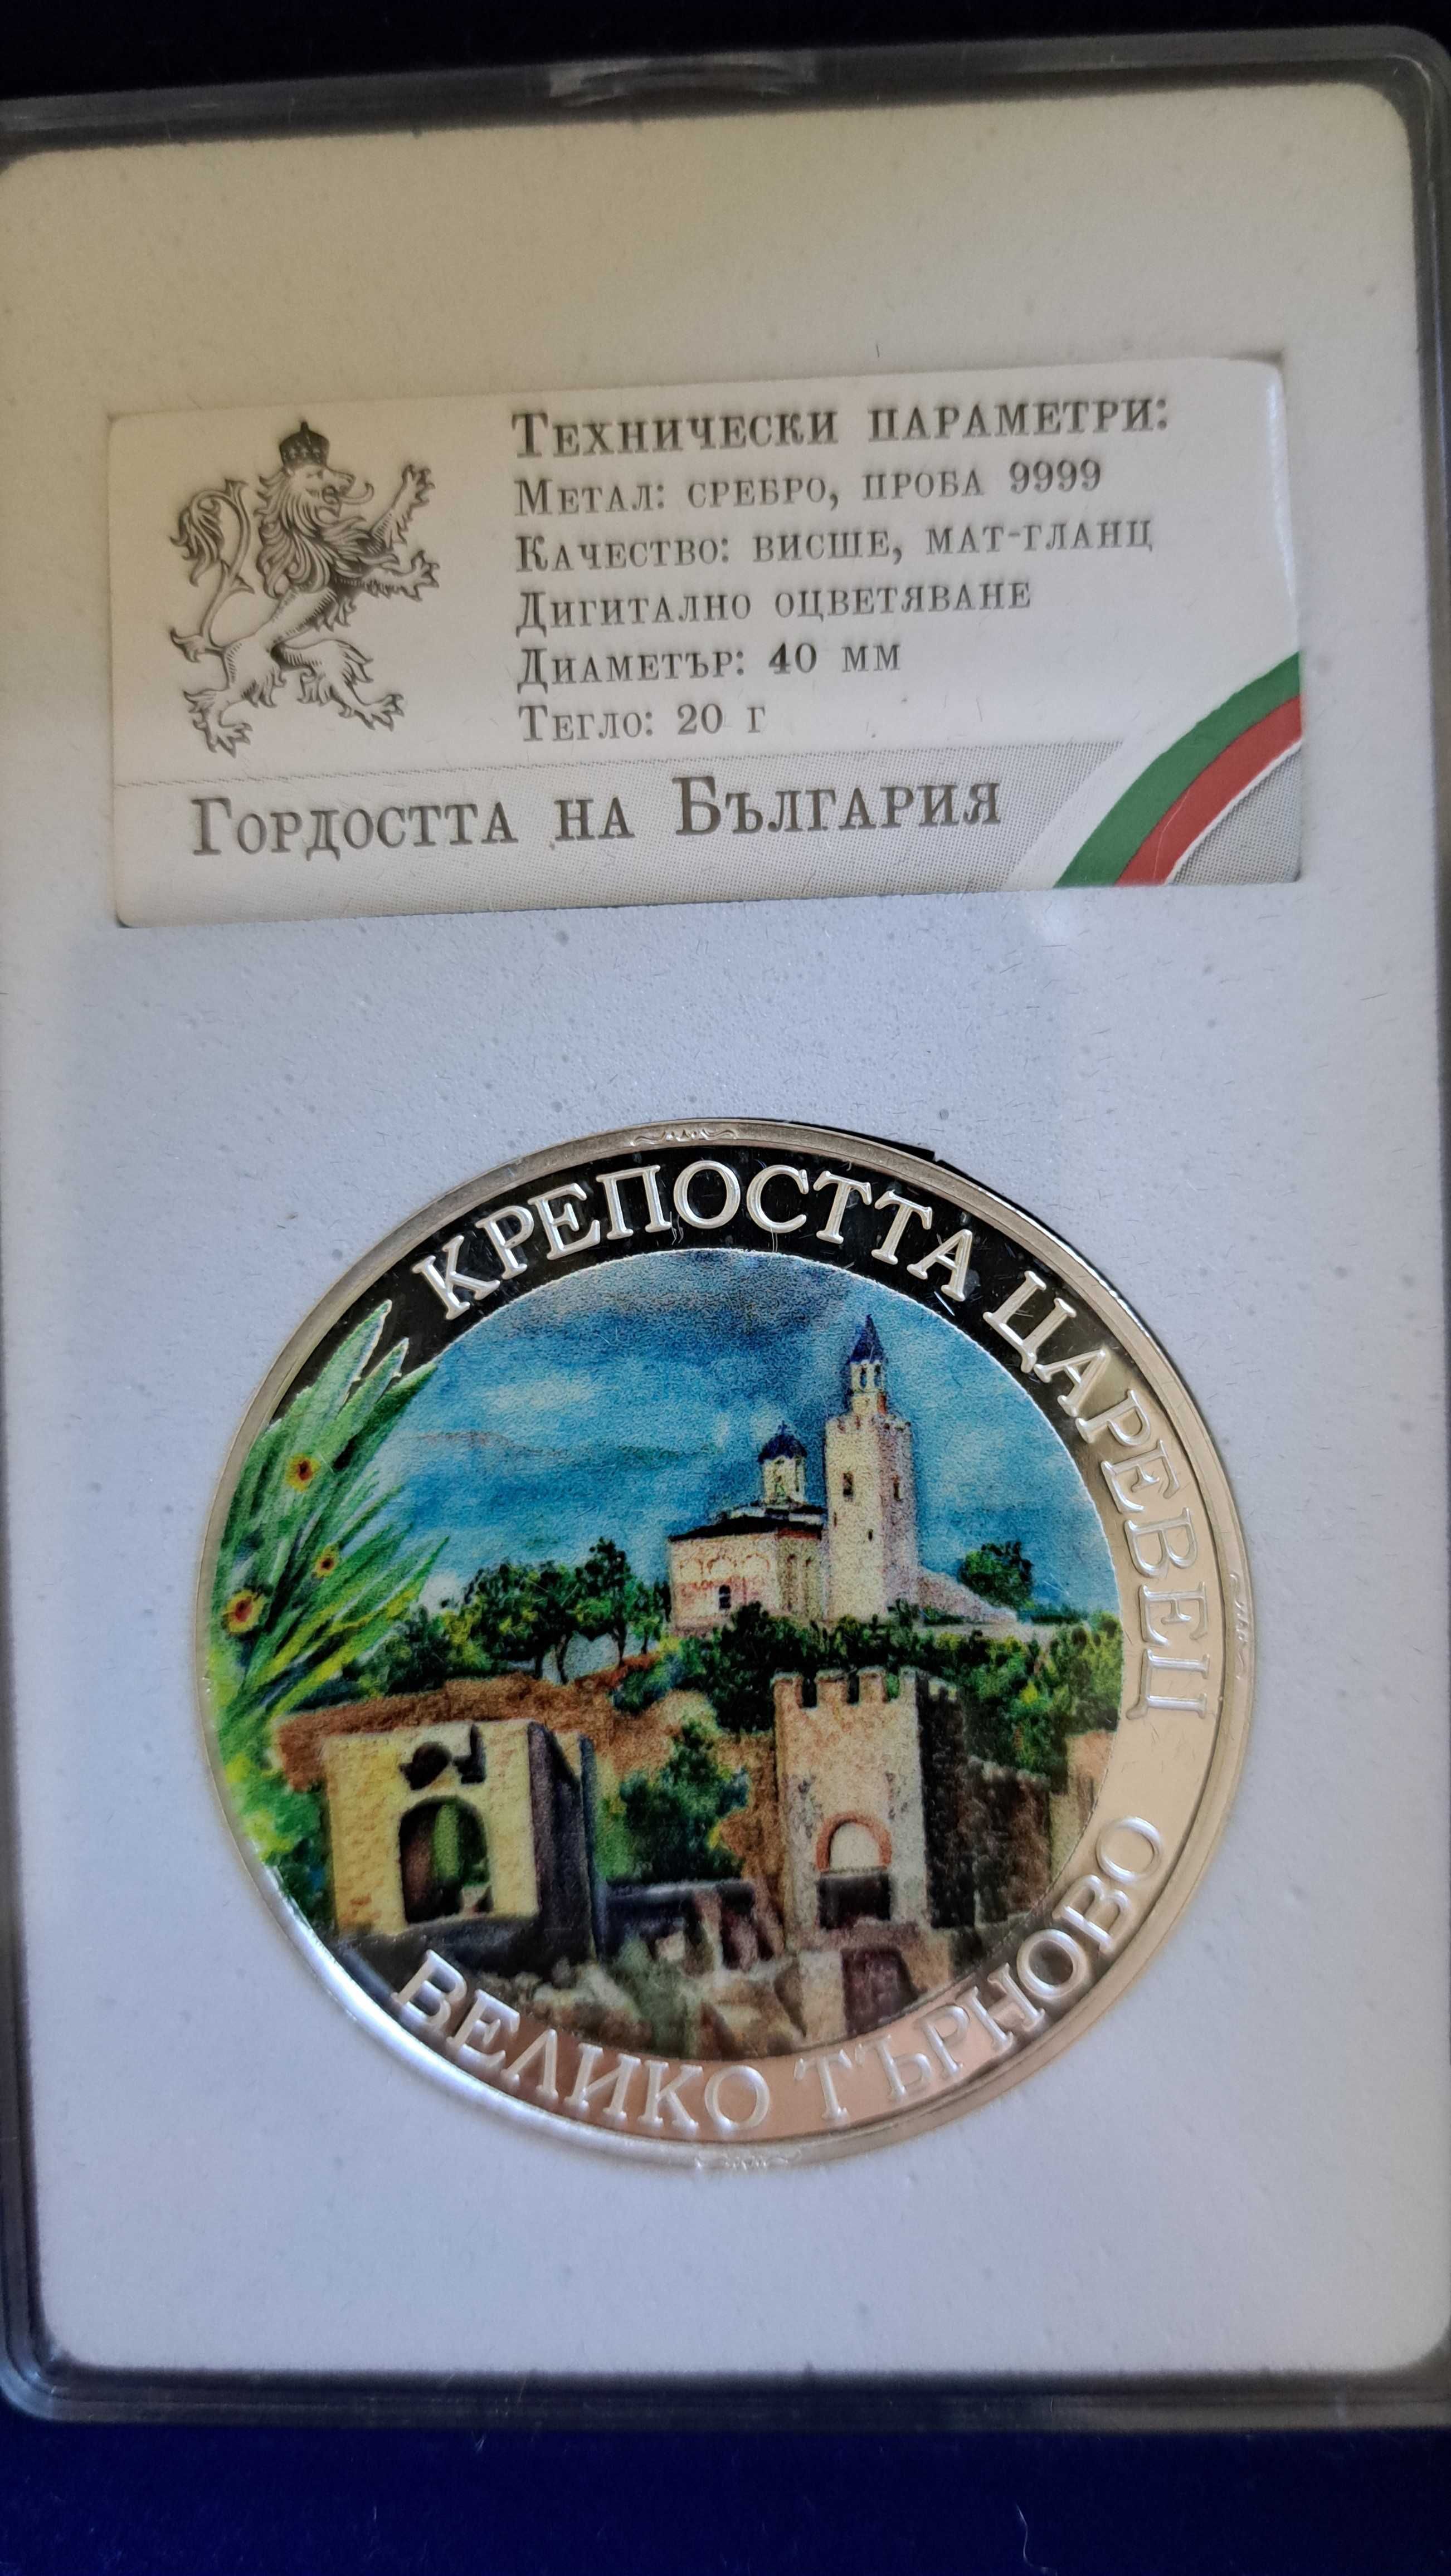 Технически параметри:
Метал: сребро, проба 9999
Качество: висше, мат-гланц
Дигитално оцветяване
Диаметър: 40 мм
Тегло: 20 г
Гордостта на България
КРЕПОСТТА ЦАРЕВЕЦ
ВЕЛИКО ТЪРНОВО